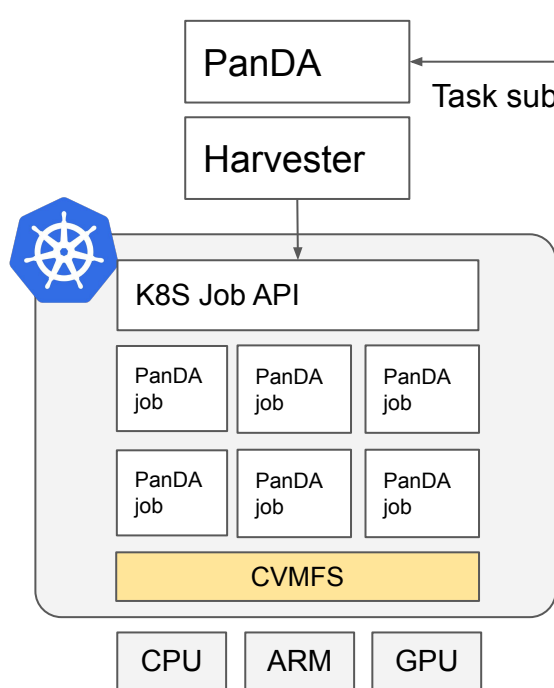 PanDA
Task sub
Harvester
K8S Job API
PanDA
job
PanDA
job
PanDA
job
PanDA
job
PanDA
job
PanDA
job
CVMFS
CPU
ARM
GPU